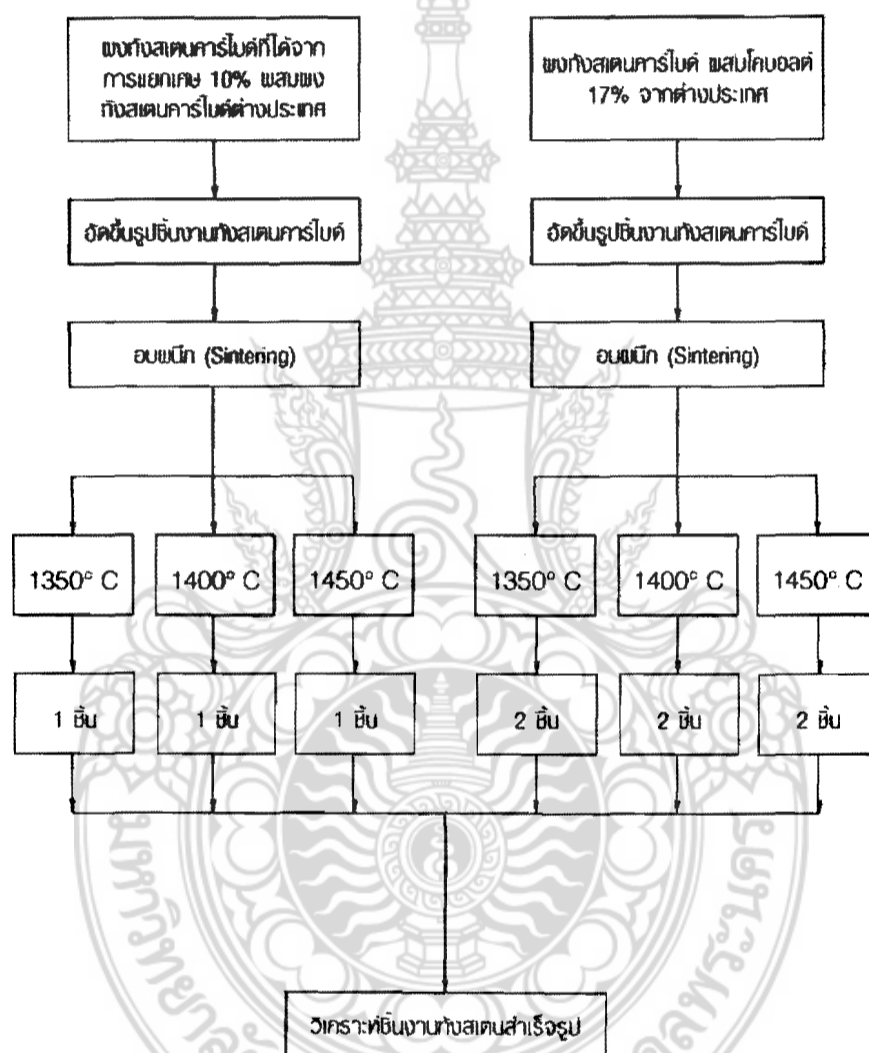 ผงทังสเตนคาร์ไบด์ที่ได้จาก
การแยกเศษ 10% ผสมผง
ทังสเตนคาร์ไบด์ต่างประเทศ
ผงทังสเตนคาร์ไบด์ ผสมโคบอลต์
17% จากต่างประเทศ
อัดขึ้นรูปชิ้นงานทังสเตนคาร์ไบด์
อัดขึ้นรูปชิ้นงานทังสเตนคาร์ไบด์
อบผนึก (Sintering)
อบผนึก (Sintering)
1350° C
1400° C
1450° C
1350° C
1400° C
1450° C
1 ชิ้น
1 ชิ้น
1 ชิ้น
2 ชิ้น
2 ชิ้น
2 ชิ้น
วิเคราะห์ชิ้นงานทังสเตนสำเร็จรูป